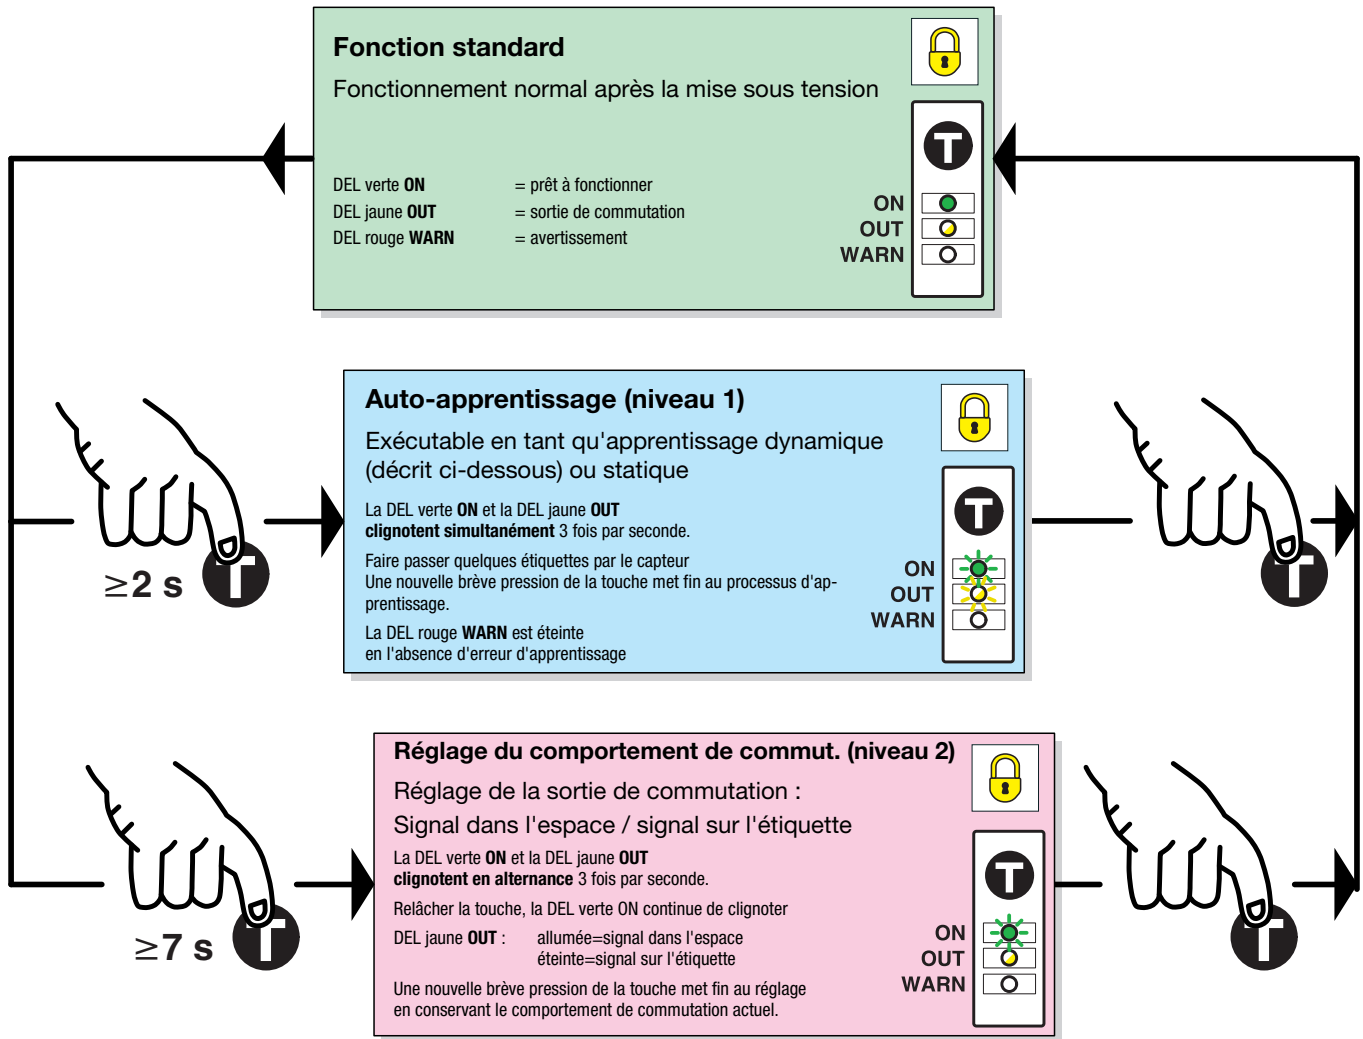 Fonction standard
Fonctionnement normal après la mise sous tension
T
DEL verte ON = prêt à fonctionner
DEL jaune OUT = sortie de commutation
DEL rouge WARN = avertissement
ON
OUT
WARN
Auto-apprentissage (niveau 1)
Exécutable en tant qu'apprentissage dynamique
(décrit ci-dessous) ou statique
La DEL verte ON et la DEL jaune OUT
clignotent simultanément 3 fois par seconde.
Faire passer quelques étiquettes par le capteur
Une nouvelle brève pression de la touche met fin au processus d'ap-
prentissage.
La DEL rouge WARN est éteinte
en l'absence d'erreur d'apprentissage
T
ON
OUT
WARN
≥2 s
T
T
Réglage du comportement de commut. (niveau 2)
Réglage de la sortie de commutation :
Signal dans l'espace / signal sur l'étiquette
La DEL verte ON et la DEL jaune OUT
clignotent en alternance 3 fois par seconde.
Relâcher la touche, la DEL verte ON continue de clignoter
DEL jaune OUT : allumée=signal dans l'espace
éteinte=signal sur l'étiquette
Une nouvelle brève pression de la touche met fin au réglage
en conservant le comportement de commutation actuel.
T
ON
OUT
WARN
≥7 s
T
T